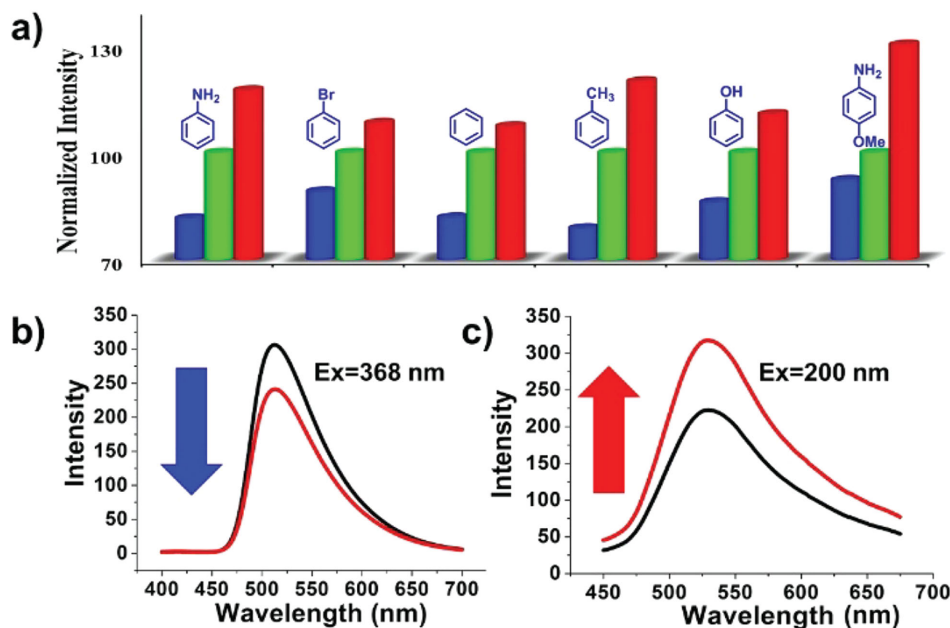 a)
Normalized Intensity
130
100
70
NH₂
Br
CH₃
OH
NH₂
OMe
b)
Intensity
350
300
250
200
150
100
50
0
Ex=368 nm
400 450 500 550 600 650 700
Wavelength (nm)
c)
Intensity
350
300
250
200
150
100
50
0
Ex=200 nm
450 500 550 600 650 700
Wavelength (nm)